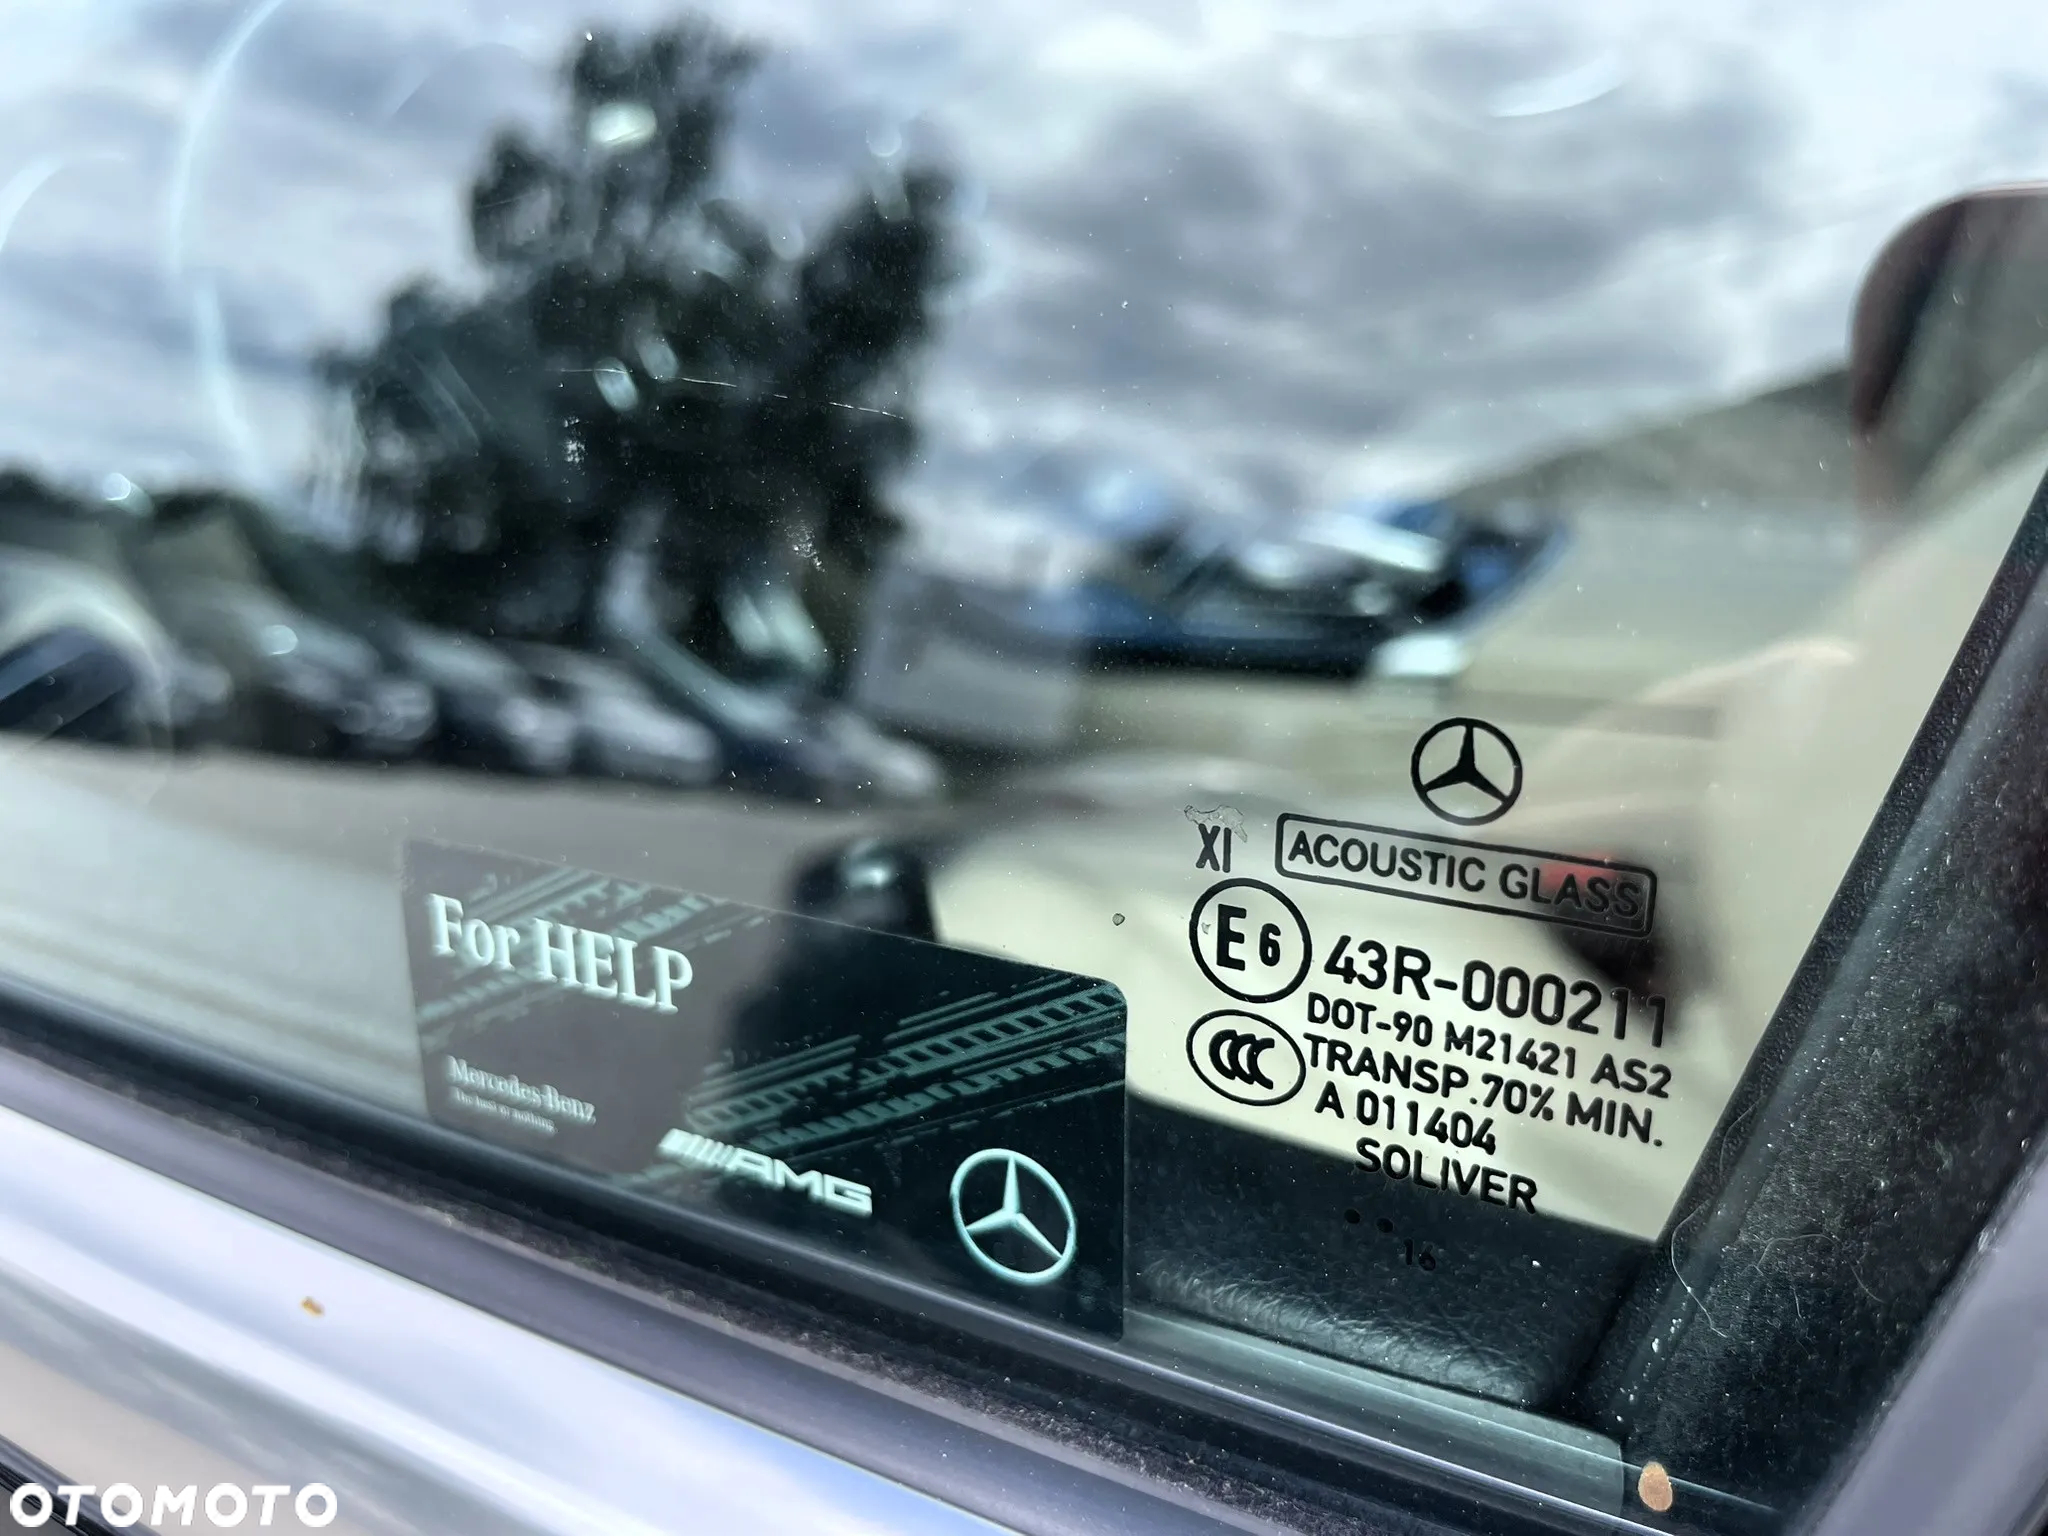 For HELP
Mercedes-Benz
The best or nothing
AMG
XI
ACOUSTIC GLASS
E6 43R-000211
DOT-90 M21421 AS2
CCC TRANSP.70% MIN.
A 011404
SOLIVER
.. 16
OTOMOTO